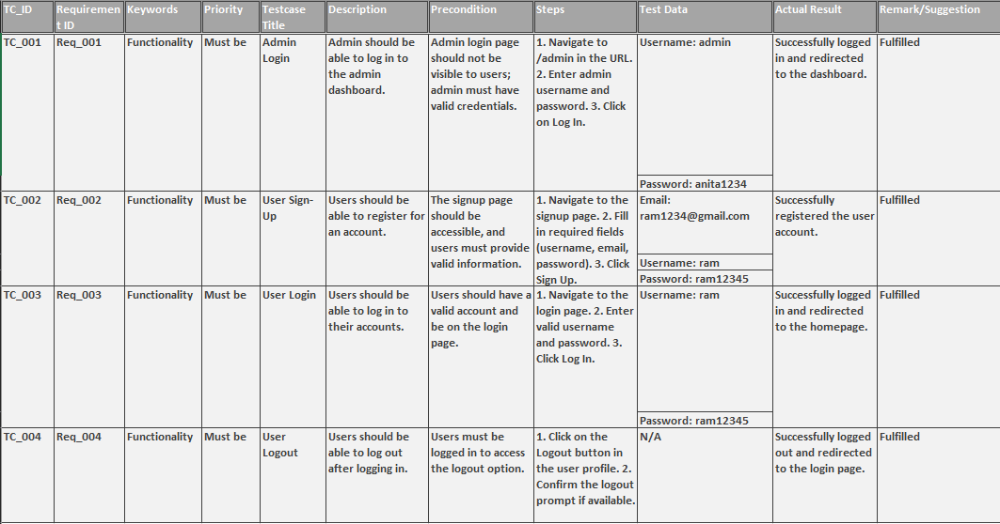 TC_ID
Requiremen
t ID
Keywords
Priority
Testcase
Title
Description
Precondition
Steps
Test Data
Actual Result
Remark/Suggestion
TC_001
Req_001
Functionality
Must be
Admin
Login
Admin should be
able to log in to
the admin
dashboard.
Admin login page
should not be
visible to users;
admin must have
valid credentials.
1. Navigate to
/admin in the URL.
2. Enter admin
username and
password. 3. Click
on Log In.
Username: admin
Password: anita1234
Successfully logged
in and redirected
to the dashboard.
Fulfilled
TC_002
Req_002
Functionality
Must be
User Sign-
Up
Users should be
able to register for
an account.
The signup page
should be
accessible, and
users must provide
valid information.
1. Navigate to the
signup page. 2. Fill
in required fields
(username, email,
password). 3. Click
Sign Up.
Email:
ram1234@gmail.com
Username: ram
Password: ram12345
Successfully
registered the user
account.
Fulfilled
TC_003
Req_003
Functionality
Must be
User Login
Users should be
able to log in to
their accounts.
Users should have a
valid account and
be on the login
page.
1. Navigate to the
login page. 2. Enter
valid username
and password. 3.
Click Log In.
Username: ram
Password: ram12345
Successfully logged
in and redirected
to the homepage.
Fulfilled
TC_004
Req_004
Functionality
Must be
User
Logout
Users should be
able to log out
after logging in.
Users must be
logged in to access
the logout option.
1. Click on the
Logout button in
the user profile. 2.
Confirm the logout
prompt if available.
N/A
Successfully logged
out and redirected
to the login page.
Fulfilled